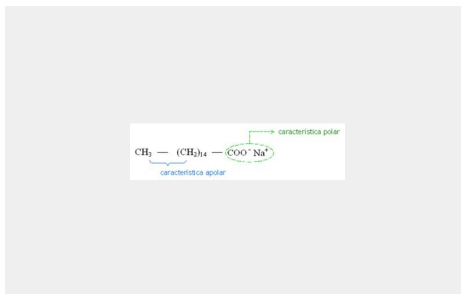 característica polar
CH₃ — (CH₂)₁₄ — COO⁻ Na⁺
característica apolar